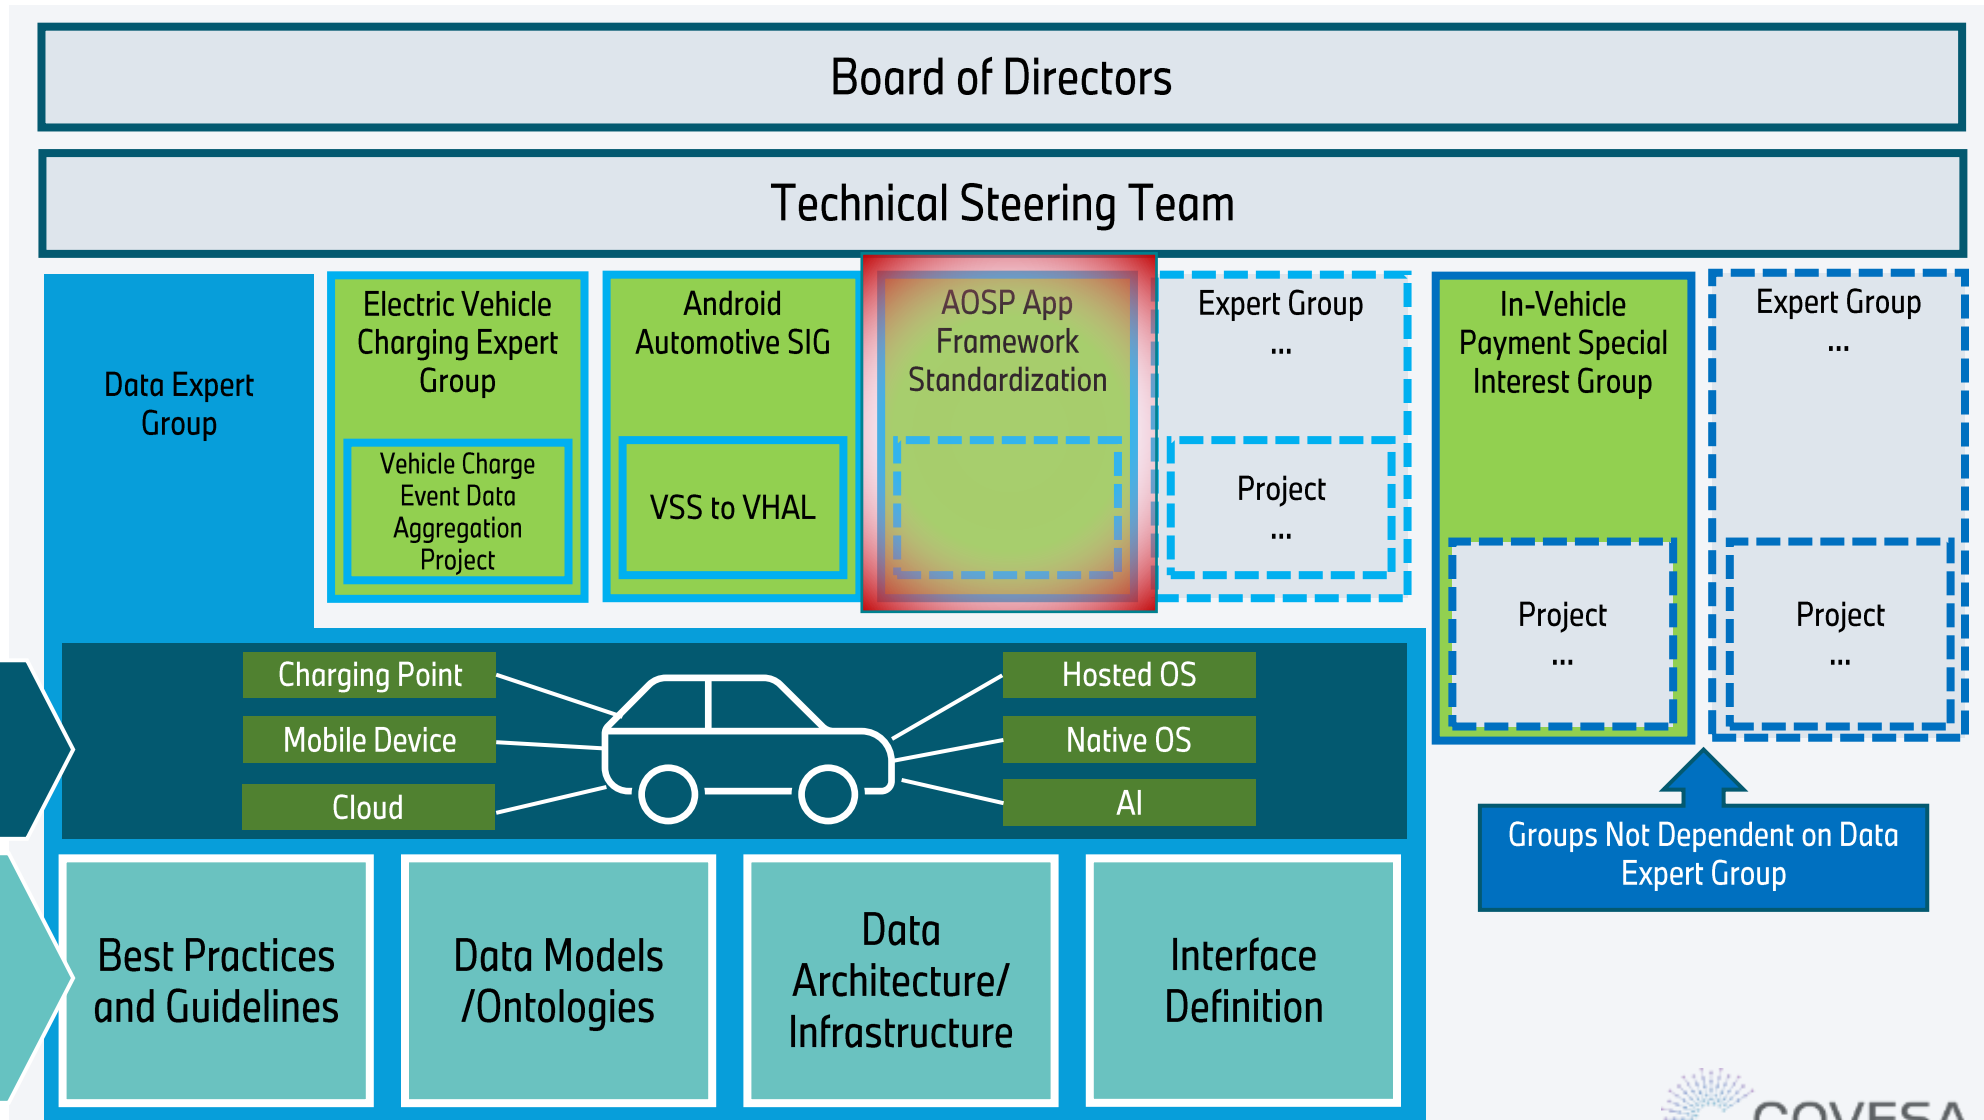 Board of Directors
Technical Steering Team
Data Expert
Group
Electric Vehicle
Charging Expert
Group
Vehicle Charge
Event Data
Aggregation
Project
Android
Automotive SIG
VSS to VHAL
AOSP App
Framework
Standardization
Expert Group
...
Project
...
In-Vehicle
Payment Special
Interest Group
Project
...
Expert Group
...
Project
...
Charging Point
Mobile Device
Cloud
Hosted OS
Native OS
AI
Groups Not Dependent on Data
Expert Group
Best Practices
and Guidelines
Data Models
/Ontologies
Data
Architecture/
Infrastructure
Interface
Definition
COVESA